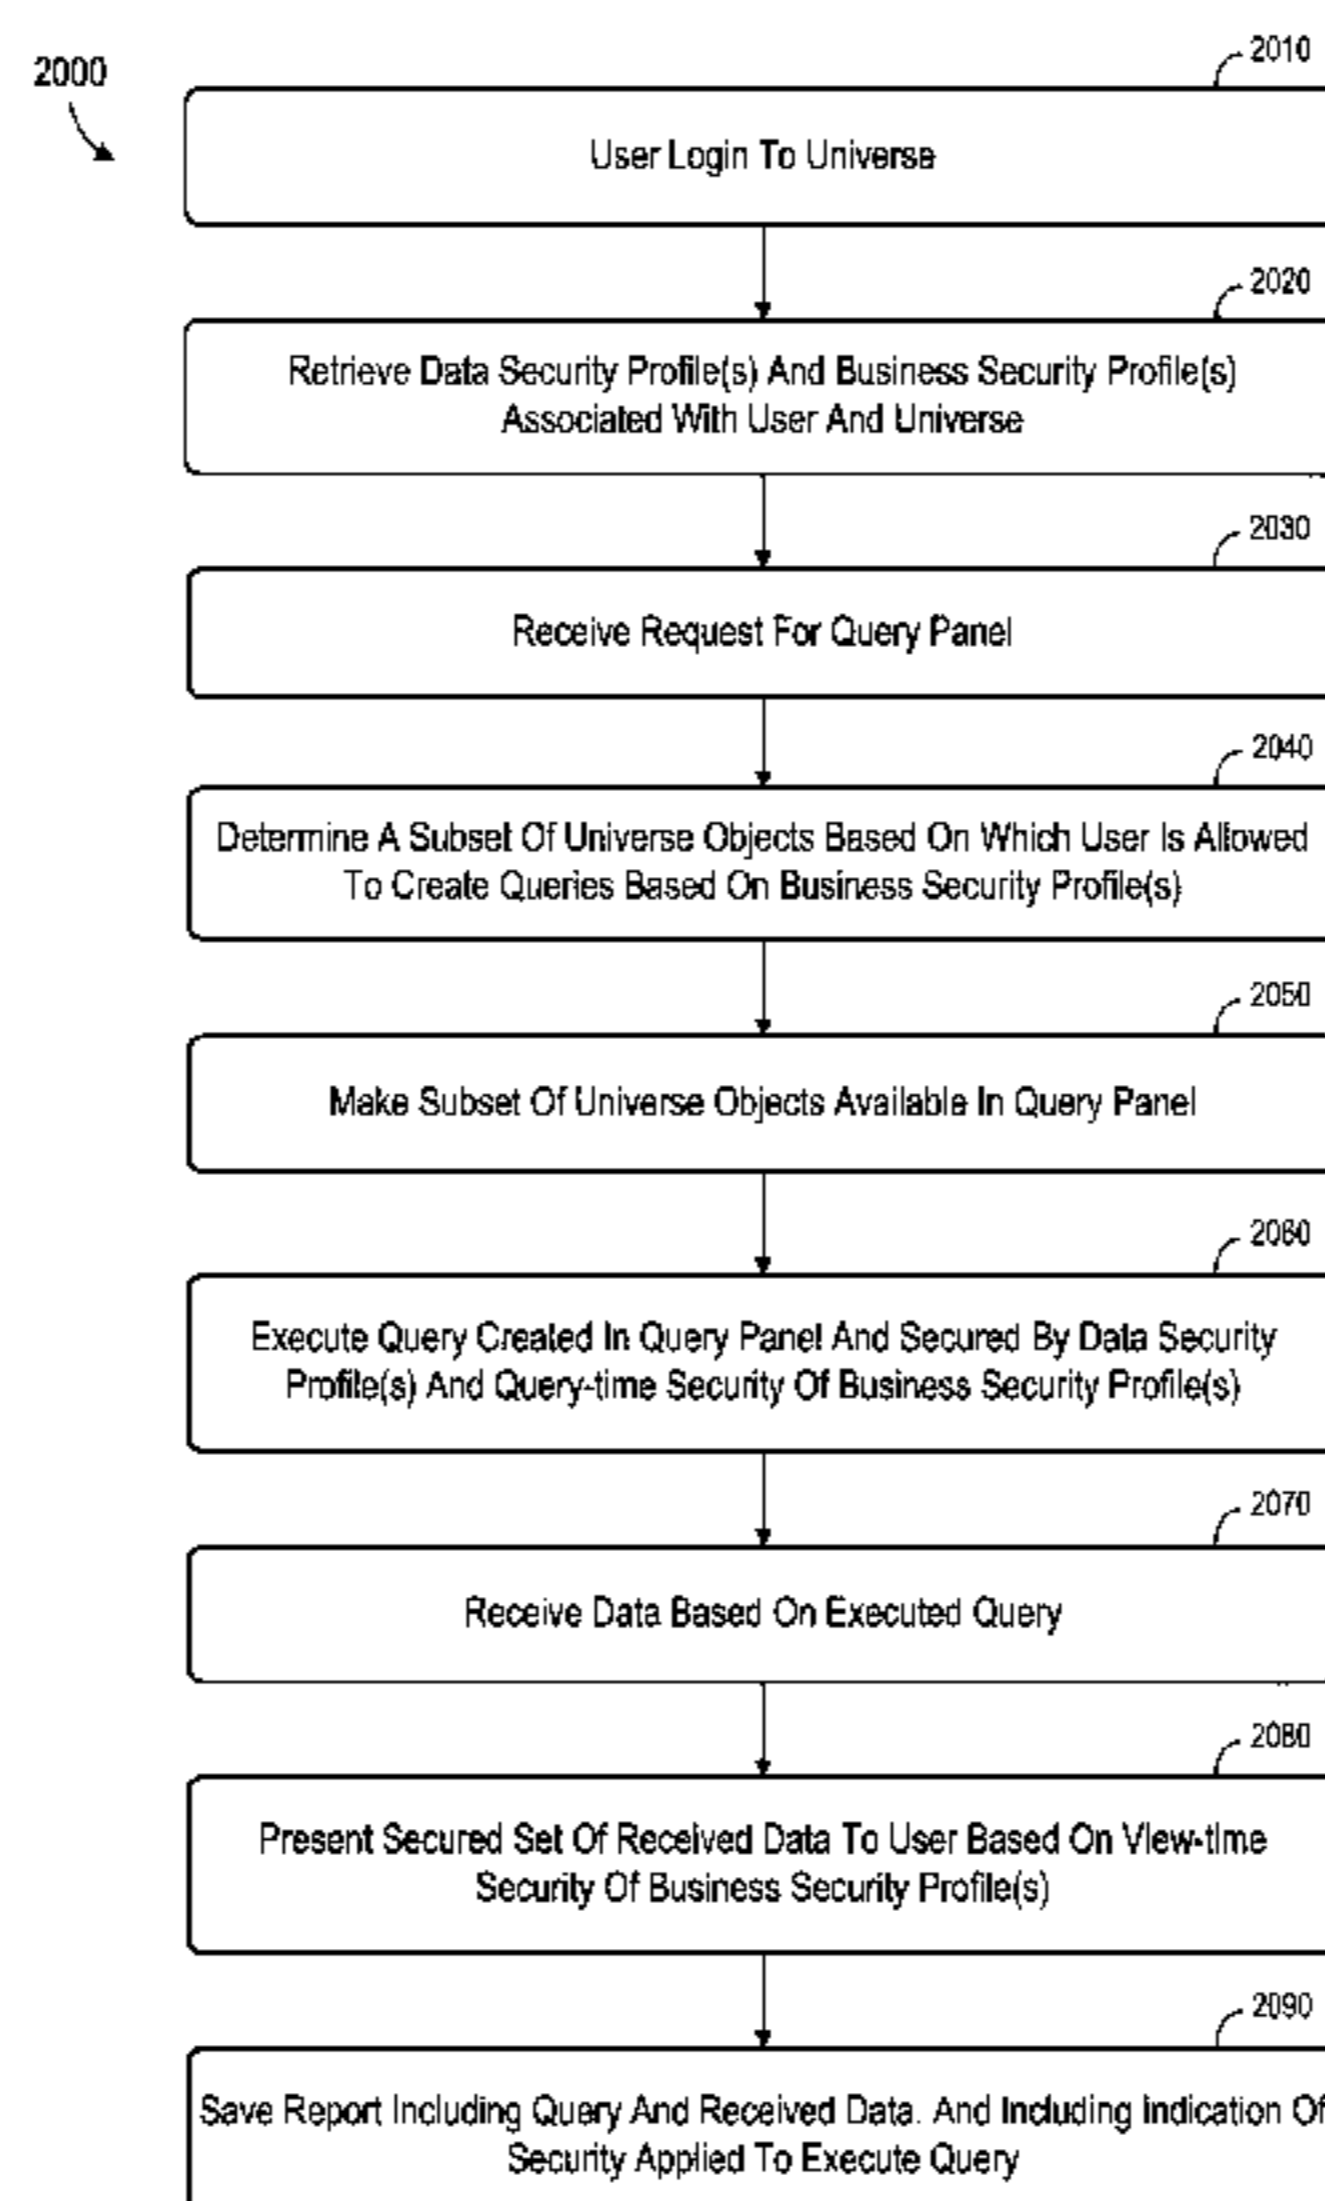 2000
2010
User Login To Universe
2020
Retrieve Data Security Profile(s) And Business Security Profile(s)
Associated With User And Universe
2030
Receive Request For Query Panel
2040
Determine A Subset Of Universe Objects Based On Which User Is Allowed
To Create Queries Based On Business Security Profile(s)
2050
Make Subset Of Universe Objects Available In Query Panel
2060
Execute Query Created In Query Panel And Secured By Data Security
Profile(s) And Query-time Security Of Business Security Profile(s)
2070
Receive Data Based On Executed Query
2080
Present Secured Set Of Received Data To User Based On View-time
Security Of Business Security Profile(s)
2090
Save Report Including Query And Received Data. And Including Indication Of
Security Applied To Execute Query